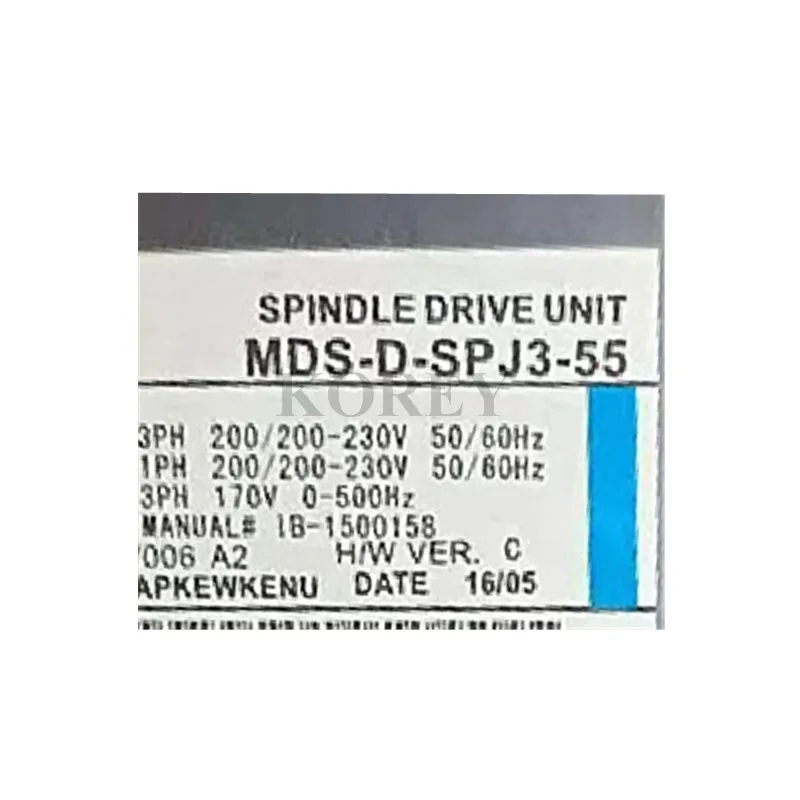 SPINDLE DRIVE UNIT
MDS-D-SPJ3-55
KOREY
3PH 200/200-230V 50/60Hz
1PH 200/200-230V 50/60Hz
3PH 170V 0-500Hz
MANUAL# IB-1500158
/006 A2 H/W VER. C
APKEWKENU DATE 16/05